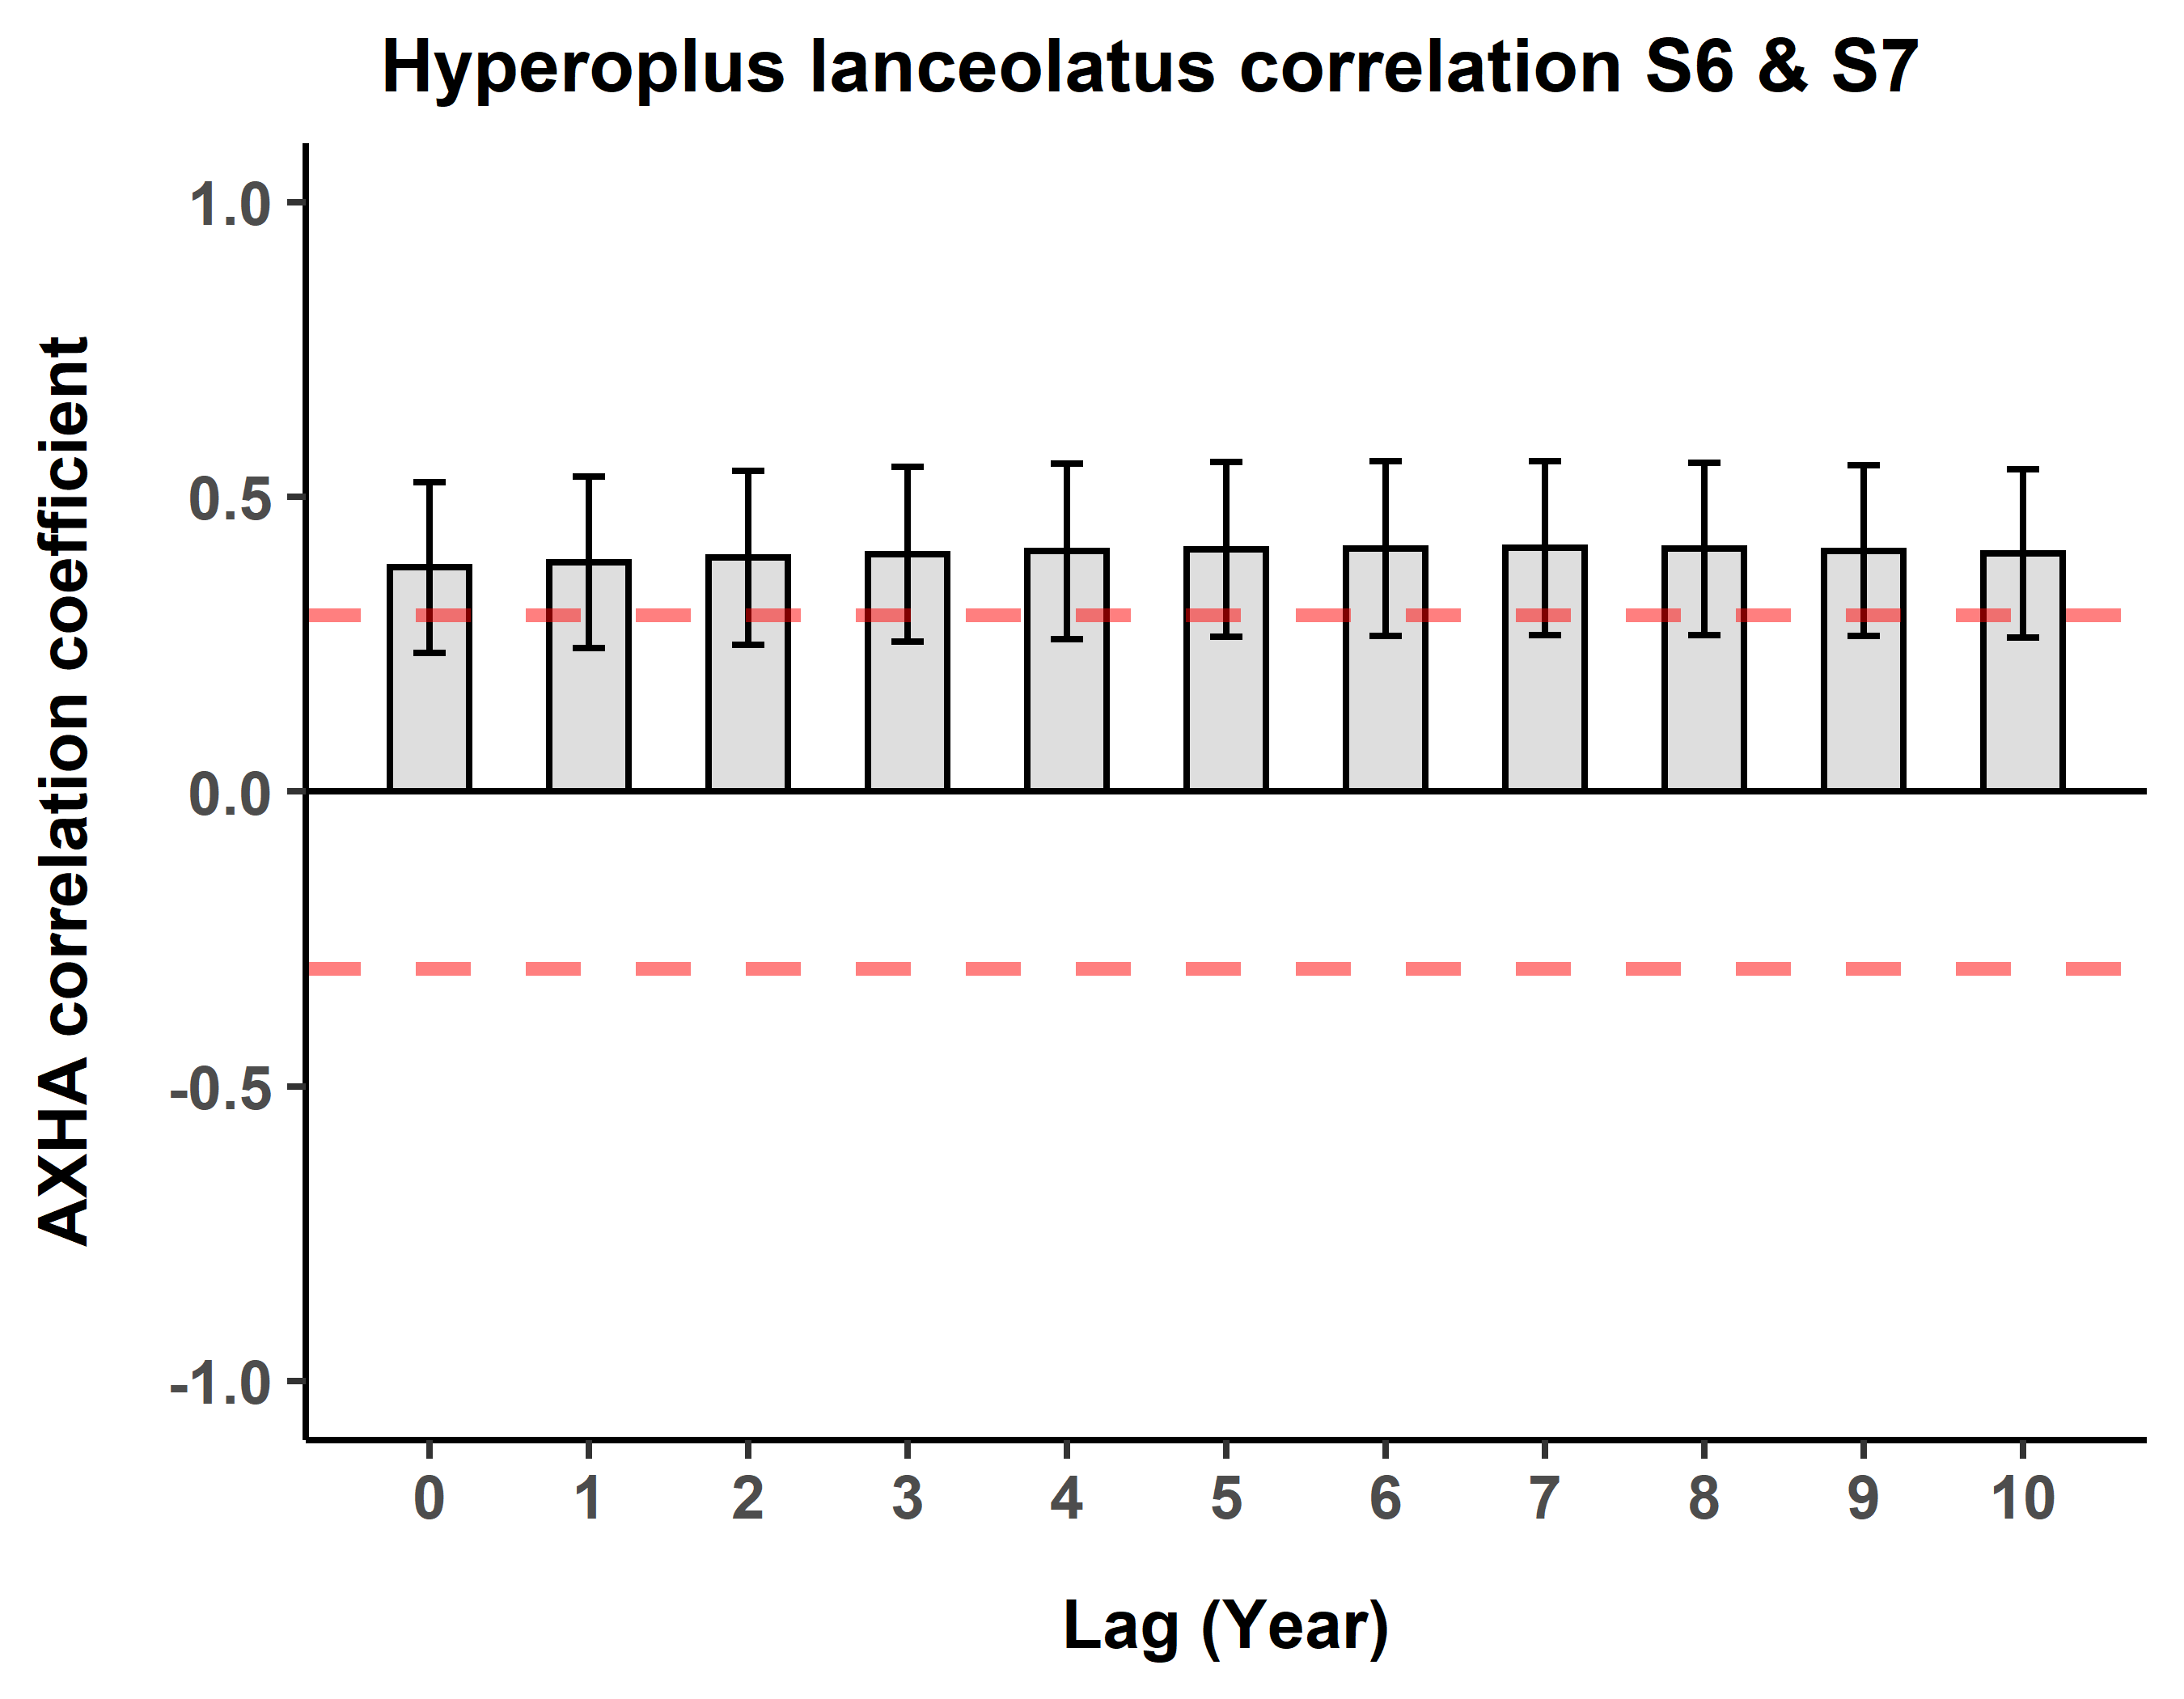 Hyperoplus lanceolatus correlation S6 & S7
AXHA correlation coefficient
1.0
0.5
0.0
-0.5
-1.0
0 1 2 3 4 5 6 7 8 9 10
Lag (Year)